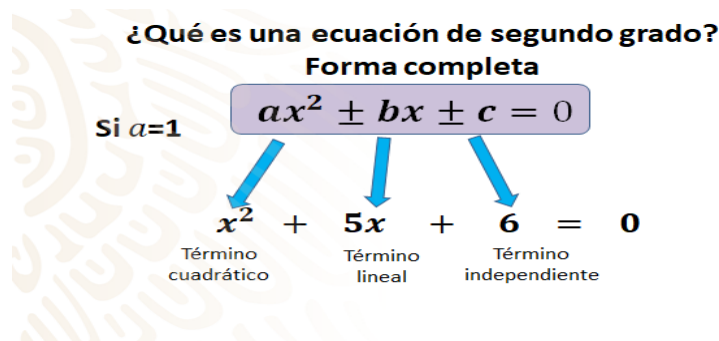 ¿Qué es una ecuación de segundo grado?
Forma completa
Si a=1
ax² ± bx ± c = 0
x² + 5x + 6 = 0
Término cuadrático
Término lineal
Término independiente